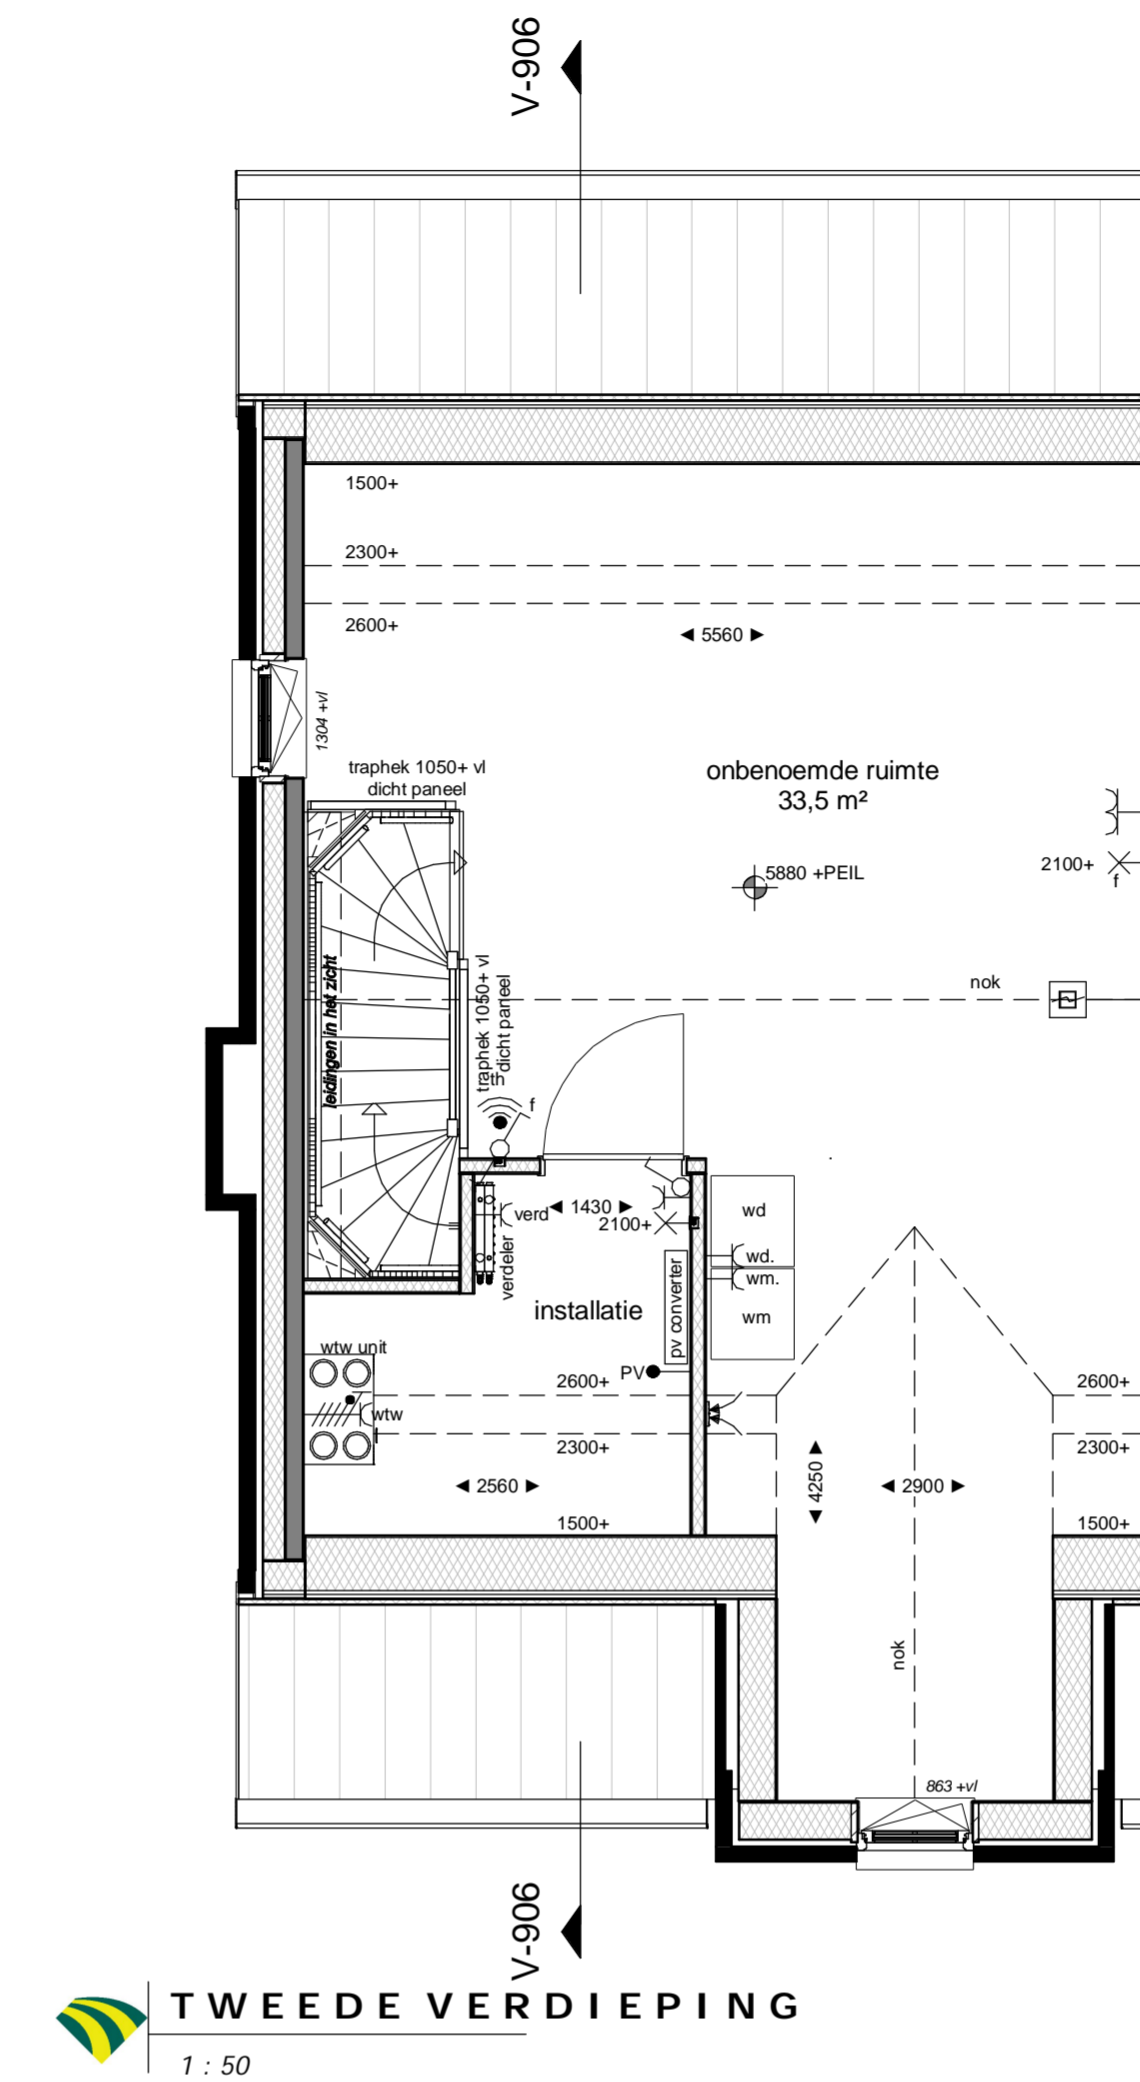 V-906
1500+
2300+
2600+
◄ 5560 ►
1304 +vl
traphek 1050+ vl
dicht paneel
onbenoemde ruimte
33,5 m²
2100+
f
5880 +PEIL
leidingen in het zicht
traphek 1050+ vl
dicht paneel
nok
th
f
verd
◄ 1430 ►
2100+
verdeler
wd
wd.
wm.
wm
installatie
pv converter
wtw unit
PV
wtw
2600+
2300+
◄ 2560 ►
1500+
◄ 4250 ►
◄ 2900 ►
2600+
2300+
1500+
nok
863 +vl
V-906
TWEEDE VERDIEPING
1 : 50